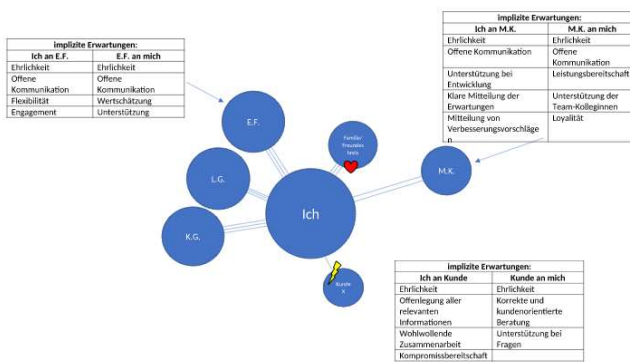 implizite Erwartungen:
Ich an E.F. E.F. an mich
Ehrlichkeit Ehrlichkeit
Offene Offene
Kommunikation Kommunikation
Flexibilität Wertschätzung
Engagement Unterstützung
implizite Erwartungen:
Ich an M.K. M.K. an mich
Ehrlichkeit Ehrlichkeit
Offene Kommunikation Offene
Kommunikation
Unterstützung bei Leistungsbereitschaft
Entwicklung
Klare Mitteilung der Unterstützung der
Erwartungen Team-Kolleginnen
Mitteilung von Loyalität
Verbesserungsvorschläge
n
E.F.
Familie/
Freundes
kreis
M.K.
L.G.
Ich
K.G.
Kunde
X
implizite Erwartungen:
Ich an Kunde Kunde an mich
Ehrlichkeit Ehrlichkeit
Offenlegung aller Korrekte und
relevanten kundenorientierte
Informationen Beratung
Wohlwollende Unterstützung bei
Zusammenarbeit Fragen
Kompromissbereitschaft